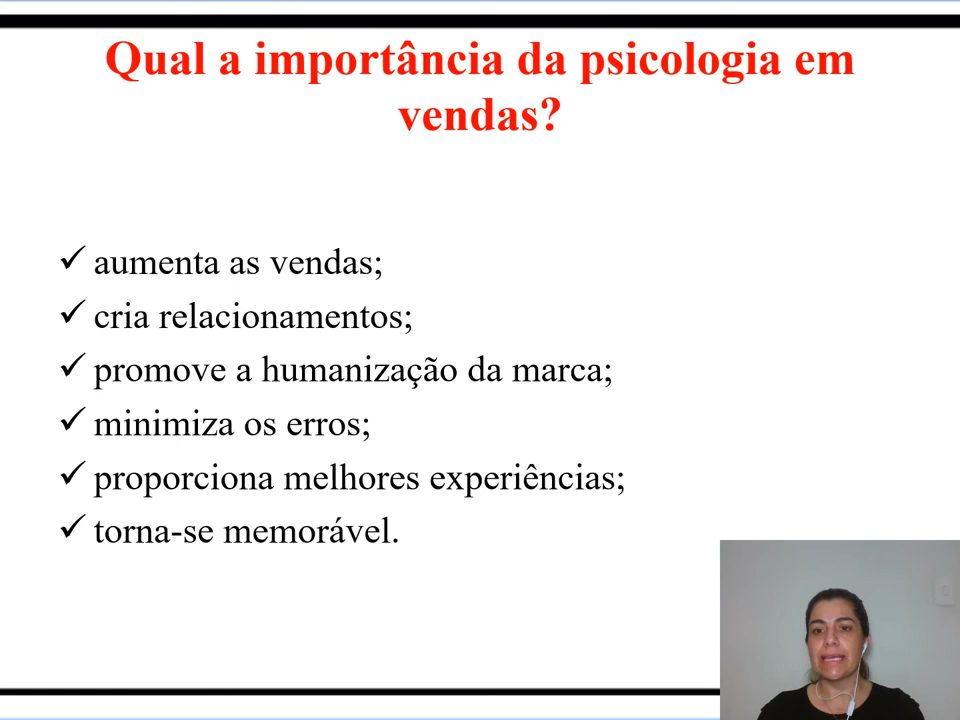 Qual a importância da psicologia em
vendas?
aumenta as vendas;
cria relacionamentos;
promove a humanização da marca;
minimiza os erros;
proporciona melhores experiências;
torna-se memorável.